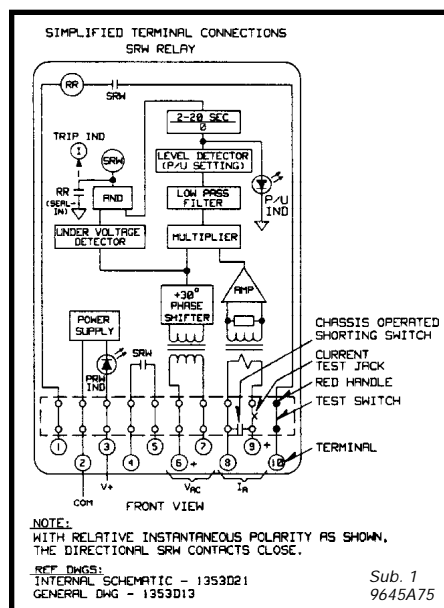 SIMPLIFIED TERMINAL CONNECTIONS
SRW RELAY
RR
SRW
2-20 SEC
0
TRIP IND
I
SRW
LEVEL DETECTOR
(P/U SETTING)
RR
(SEAL-
IN)
AND
LOW PASS
FILTER
P/U
IND
UNDER VOLTAGE
DETECTOR
MULTIPLIER
+30°
PHASE
SHIFTER
AMP
POWER
SUPPLY
SRW
PRW
IND
CHASSIS OPERATED
SHORTING SWITCH
CURRENT
TEST JACK
RED HANDLE
TEST SWITCH
TERMINAL
1 2 3 4 5 6 + 7 8 9 + 10
COM
V+
VAC
IA
FRONT VIEW
NOTE:
WITH RELATIVE INSTANTANEOUS POLARITY AS SHOWN,
THE DIRECTIONAL SRW CONTACTS CLOSE.
REF DWGS:
INTERNAL SCHEMATIC - 1353D21
GENERAL DWG - 1353D13
Sub. 1
9645A75